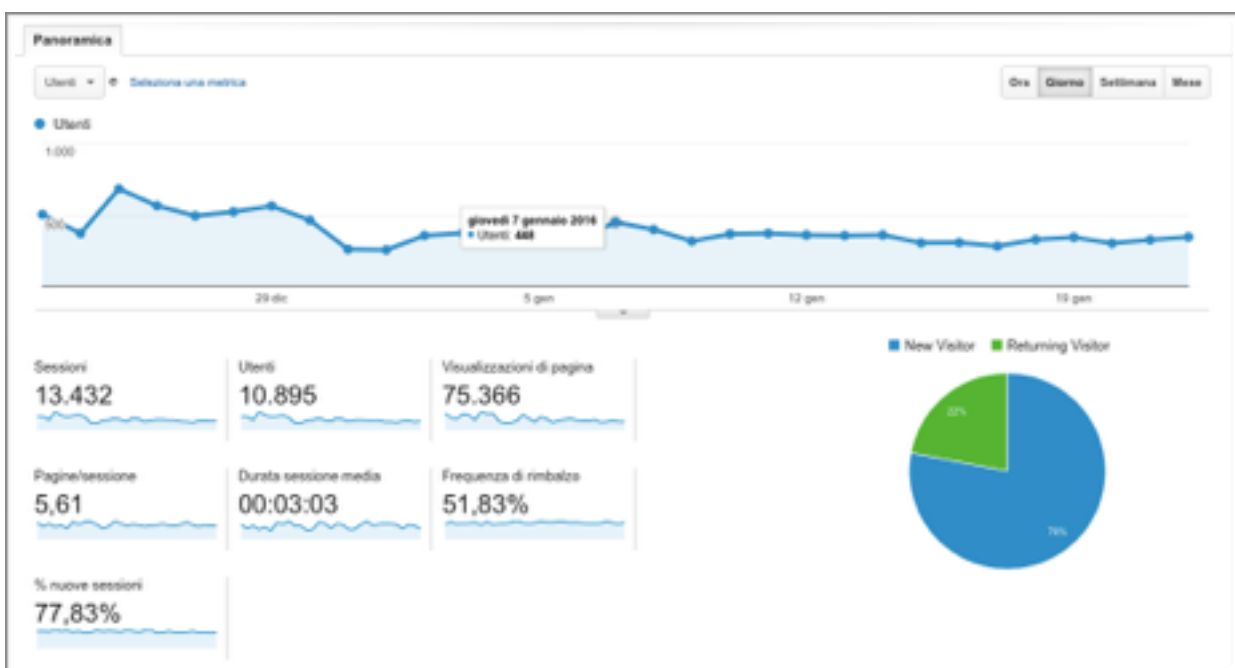 Panoramica
Utenti e Seleziona una metrica
Ora Giorno Settimana Mese
Utenti
1.000
500
giovedì 7 gennaio 2016
Utenti: 448
29 dic 5 gen 12 gen 19 gen
New Visitor Returning Visitor
Sessioni Utenti Visualizzazioni di pagina
13.432 10.895 75.366
22%
Pagine/sessione Durata sessione media Frequenza di rimbalzo
5,61 00:03:03 51,83%
78%
% nuove sessioni
77,83%